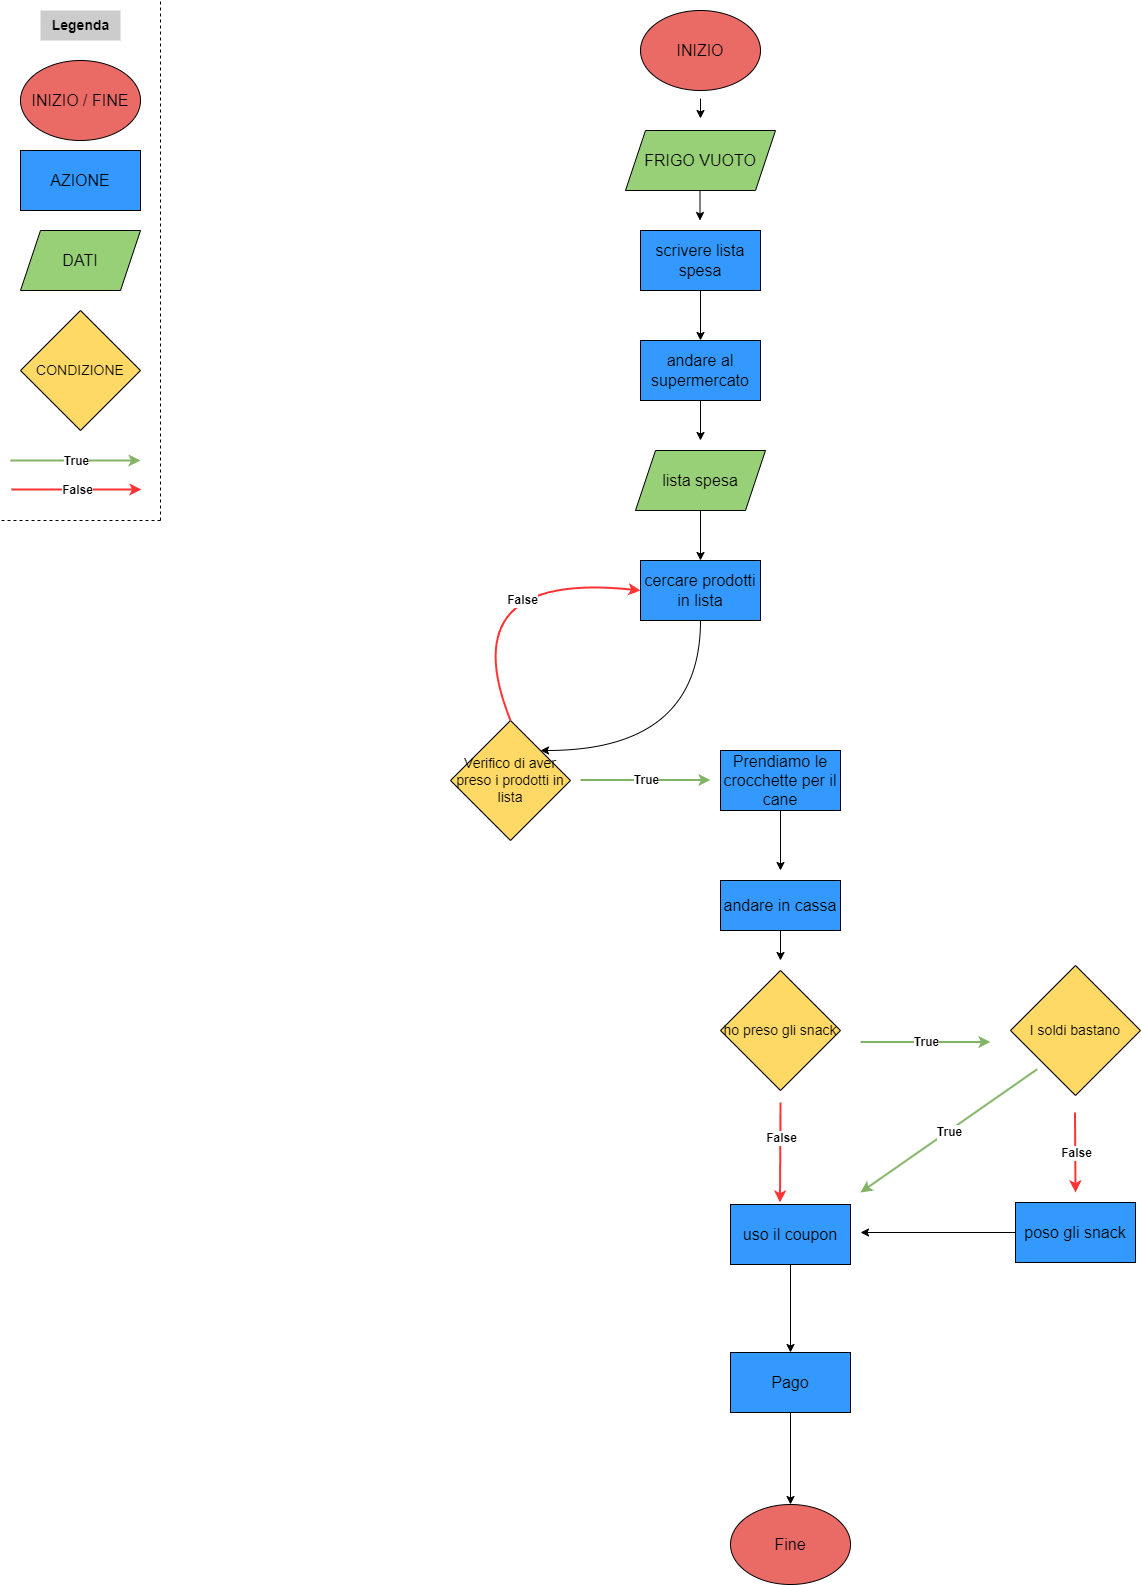 Legenda
INIZIO / FINE
AZIONE
DATI
CONDIZIONE
True
False
INIZIO
FRIGO VUOTO
scrivere lista
spesa
andare al
supermercato
lista spesa
cercare prodotti
in lista
False
Verifico di aver
preso i prodotti in
lista
True
Prendiamo le
crocchette per il
cane
andare in cassa
ho preso gli snack
True
I soldi bastano
False
True
False
uso il coupon
poso gli snack
Pago
Fine